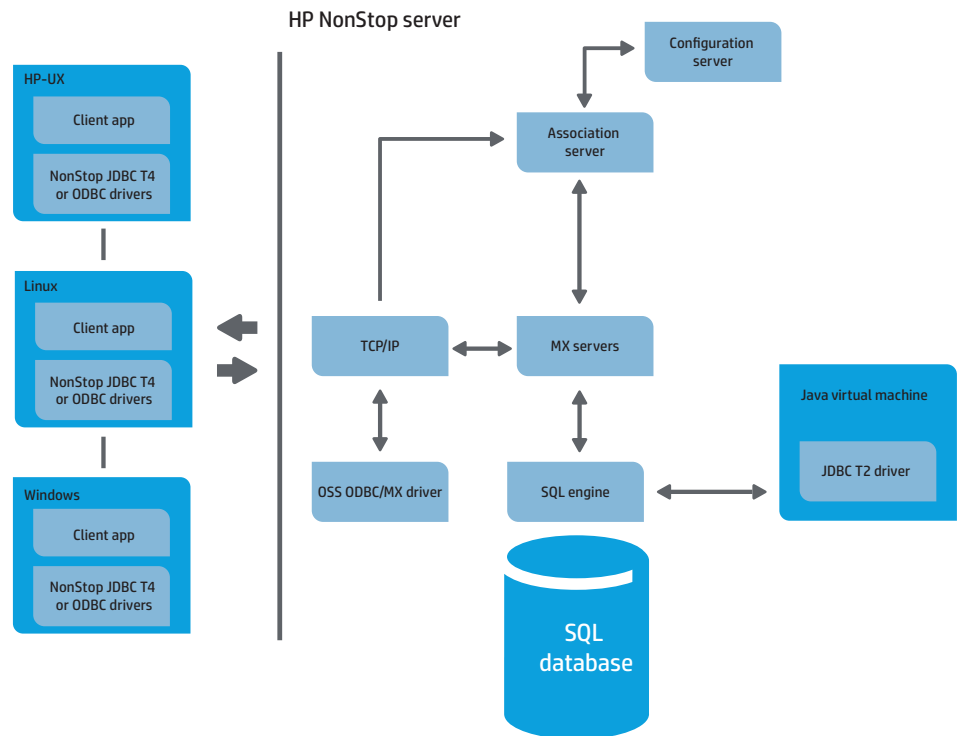 HP NonStop server
HP-UX
Client app
NonStop JDBC T4
or ODBC drivers
Linux
Client app
NonStop JDBC T4
or ODBC drivers
Windows
Client app
NonStop JDBC T4
or ODBC drivers
Configuration
server
Association
server
TCP/IP
MX servers
OSS ODBC/MX driver
SQL engine
Java virtual machine
JDBC T2 driver
SQL
database